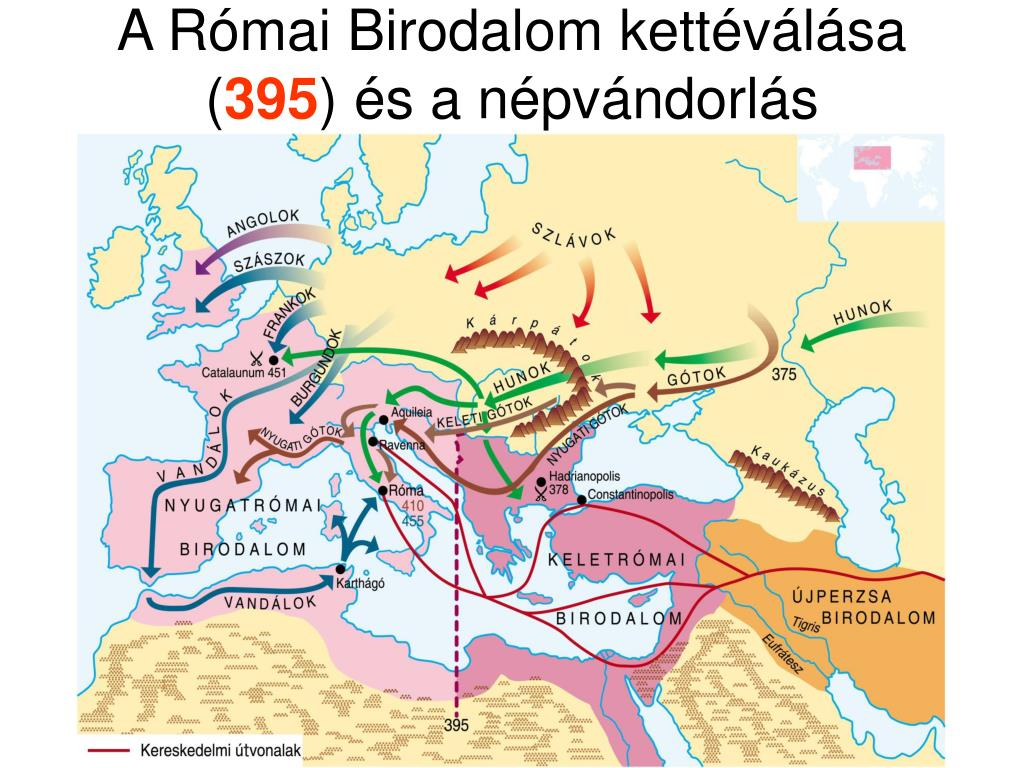 A Római Birodalom kettéválása
(395) és a népvándorlás
ANGOLOK
SZÁSZOK
FRANKOK
BURGUNDOK
SZLÁVOK
Kárpátok
HUNOK
HUNOK
GÓTOK
375
Catalaunum 451
Aquileia
KELETI GÓTOK
NYUGATI GÓTOK
NYUGATI GÓTOK
Ravenna
VANDÁLOK
Kaukázus
Hadrianopolis
378
Constantinopolis
Róma
410
455
NYUGATRÓMAI
BIRODALOM
KELETRÓMAI
BIRODALOM
Karthágó
VANDÁLOK
ÚJPERZSA
BIRODALOM
Tigris
Eufrátesz
395
Kereskedelmi útvonalak